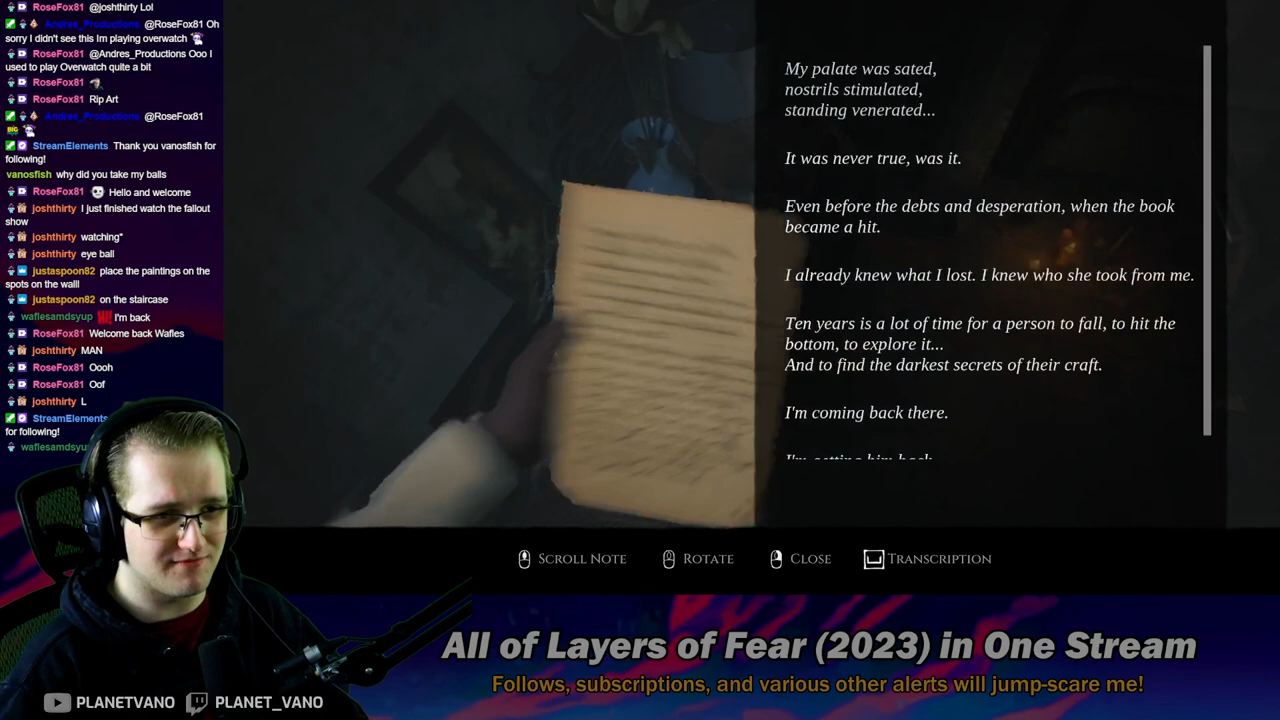 RoseFox81 @joshthirty Lol
Andres_Productions @RoseFox81 Oh
sorry I didn't see this Im playing overwatch
RoseFox81 @Andres_Productions Ooo I
used to play Overwatch quite a bit
RoseFox81
RoseFox81 Rip Art
Andres_Productions @RoseFox81
BIG
StreamElements Thank you vanosfish for
following!
vanosfish why did you take my balls
RoseFox81 Hello and welcome
joshthirty I just finished watch the fallout
show
joshthirty watching*
joshthirty eye ball
justaspoon82 place the paintings on the
spots on the walll
justaspoon82 on the staircase
waflesamdsyup I'm back
RoseFox81 Welcome back Wafles
joshthirty MAN
RoseFox81 Oooh
RoseFox81 Oof
joshthirty L
StreamElements
for following!
waflesamdsyu
My palate was sated,
nostrils stimulated,
standing venerated...
It was never true, was it.
Even before the debts and desperation, when the book
became a hit.
I already knew what I lost. I knew who she took from me.
Ten years is a lot of time for a person to fall, to hit the
bottom, to explore it...
And to find the darkest secrets of their craft.
I'm coming back there.
I'm getting him back
SCROLL NOTE
ROTATE
CLOSE
TRANSCRIPTION
All of Layers of Fear (2023) in One Stream
Follows, subscriptions, and various other alerts will jump-scare me!
PLANETVANO
PLANET_VANO